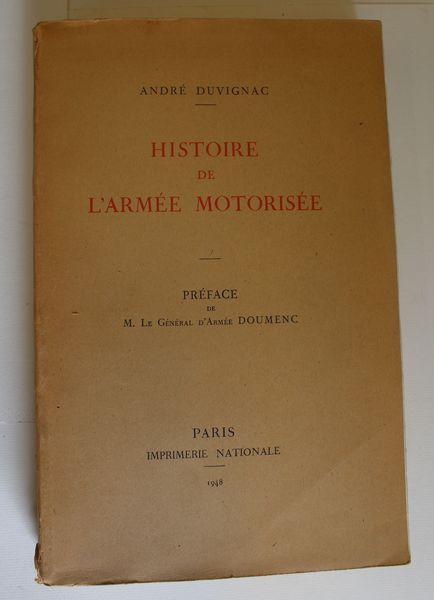 ANDRÉ DUVIGNAC
HISTOIRE
DE
L'ARMÉE MOTORISÉE
PRÉFACE
DE
M. LE GÉNÉRAL D'ARMÉE DOUMENC
PARIS
IMPRIMERIE NATIONALE
1948